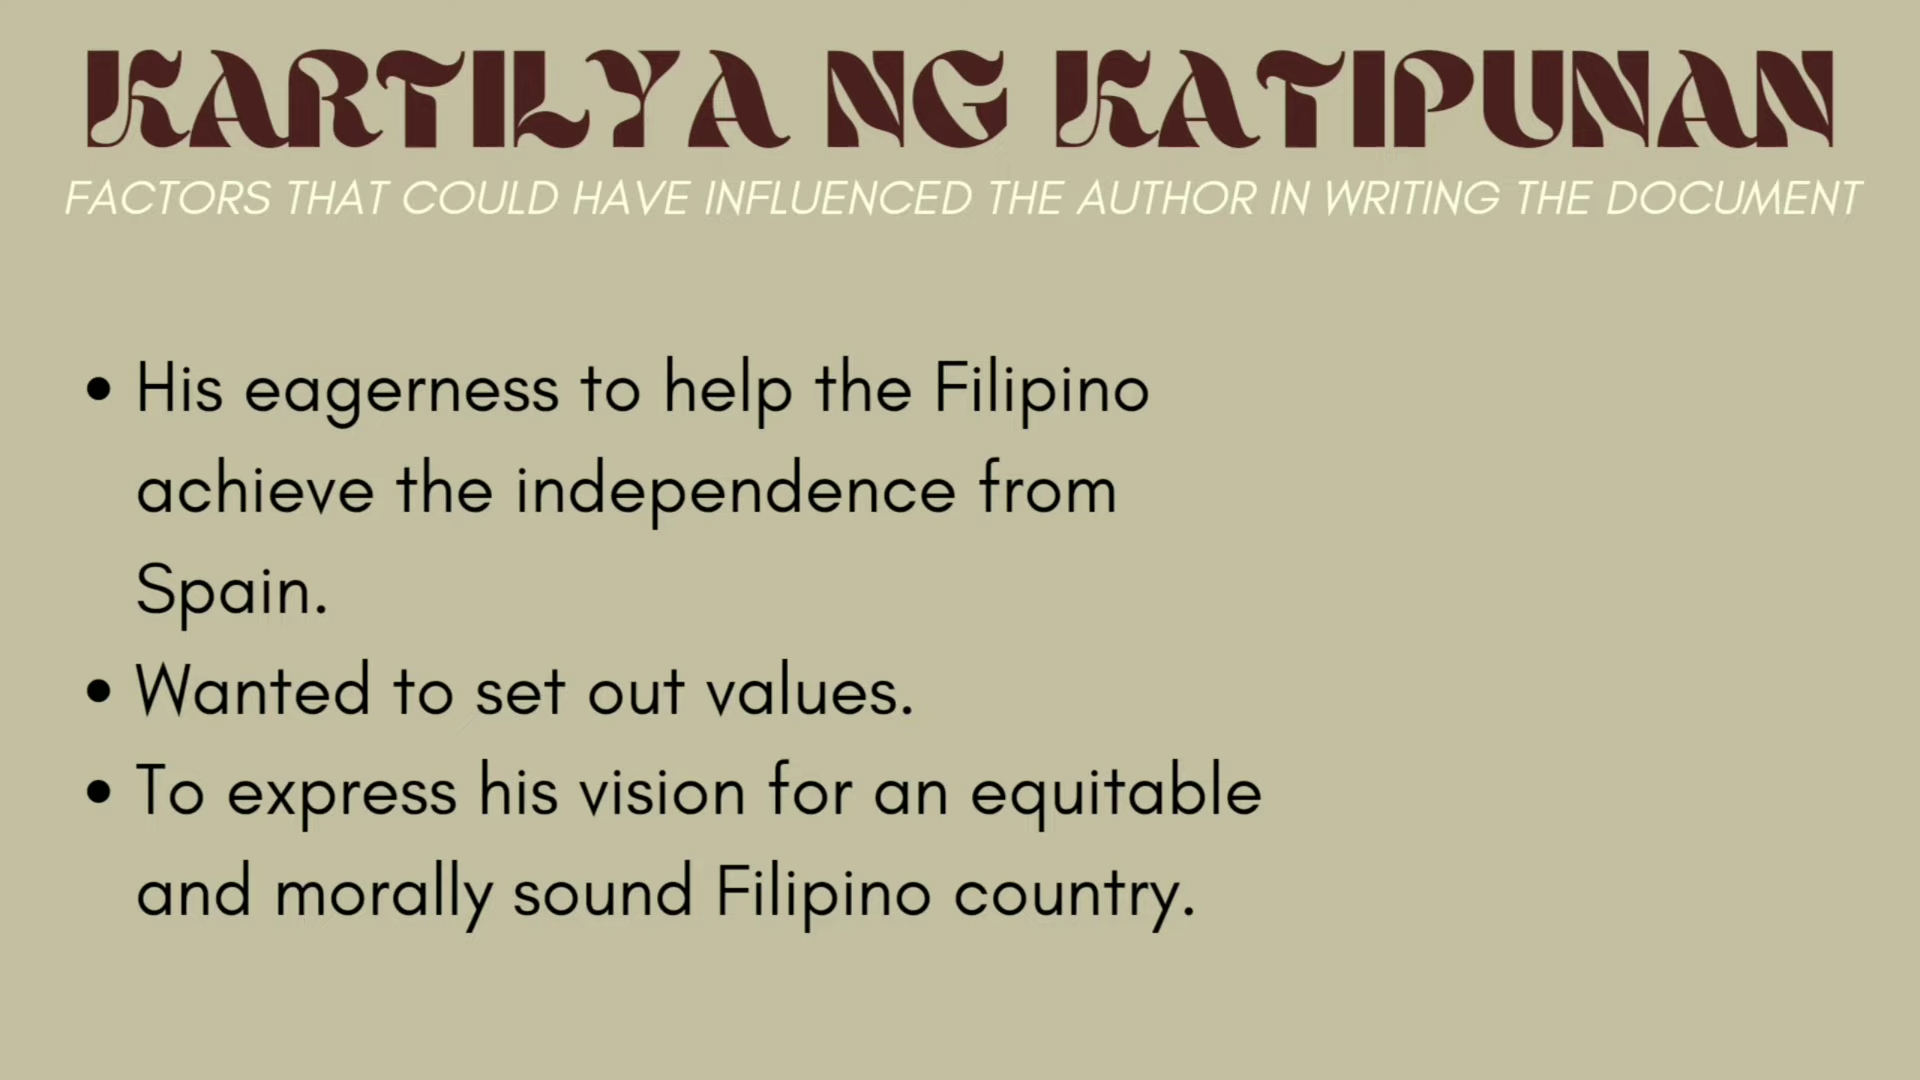 KARTILYA NG KATIPUNAN
FACTORS THAT COULD HAVE INFLUENCED THE AUTHOR IN WRITING THE DOCUMENT
• His eagerness to help the Filipino
achieve the independence from
Spain.
• Wanted to set out values.
• To express his vision for an equitable
and morally sound Filipino country.